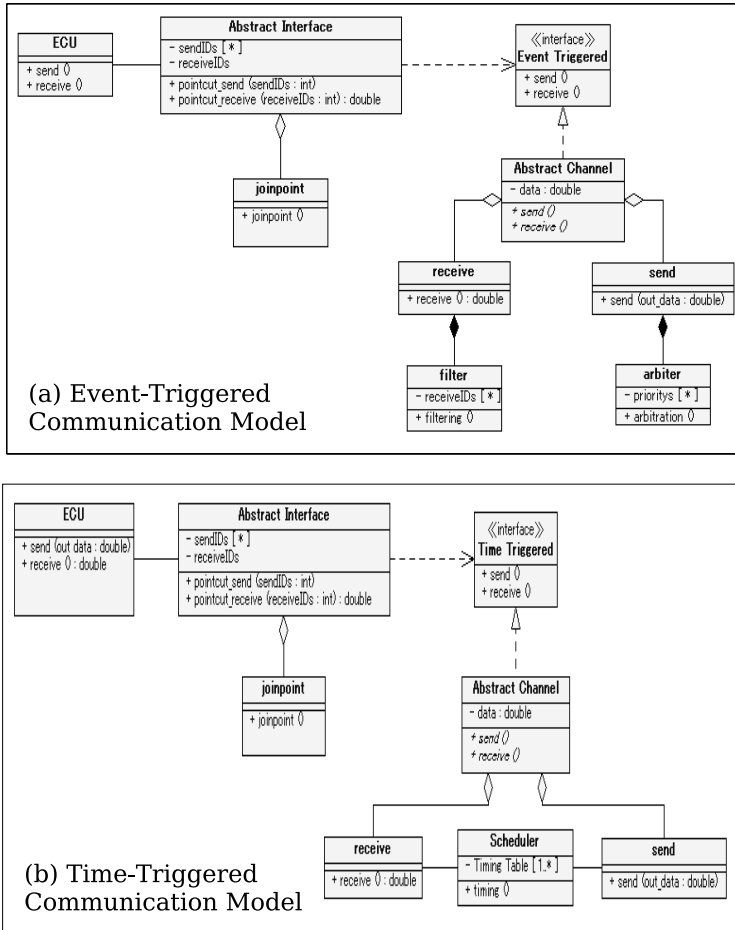 ECU
+ send ()
+ receive ()
Abstract Interface
- sendIDs [*]
- receiveIDs
+ pointcut_send (sendIDs : int)
+ pointcut_receive (receiveIDs : int) : double
≪interface≫
Event Triggered
+ send ()
+ receive ()
joinpoint
+ joinpoint ()
Abstract Channel
- data : double
+ send ()
+ receive ()
receive
+ receive () : double
send
+ send (out_data : double)
filter
- receiveIDs [*]
+ filtering ()
arbiter
- prioritys [*]
+ arbitration ()
(a) Event-Triggered
Communication Model
ECU
+ send (out data : double)
+ receive () : double
Abstract Interface
- sendIDs [*]
- receiveIDs
+ pointcut_send (sendIDs : int)
+ pointcut_receive (receiveIDs : int) : double
≪interface≫
Time Triggered
+ send ()
+ receive ()
joinpoint
+ joinpoint ()
Abstract Channel
- data : double
+ send ()
+ receive ()
receive
+ receive () : double
Scheduler
- Timing Table [1..*]
+ timing ()
send
+ send (out_data : double)
(b) Time-Triggered
Communication Model